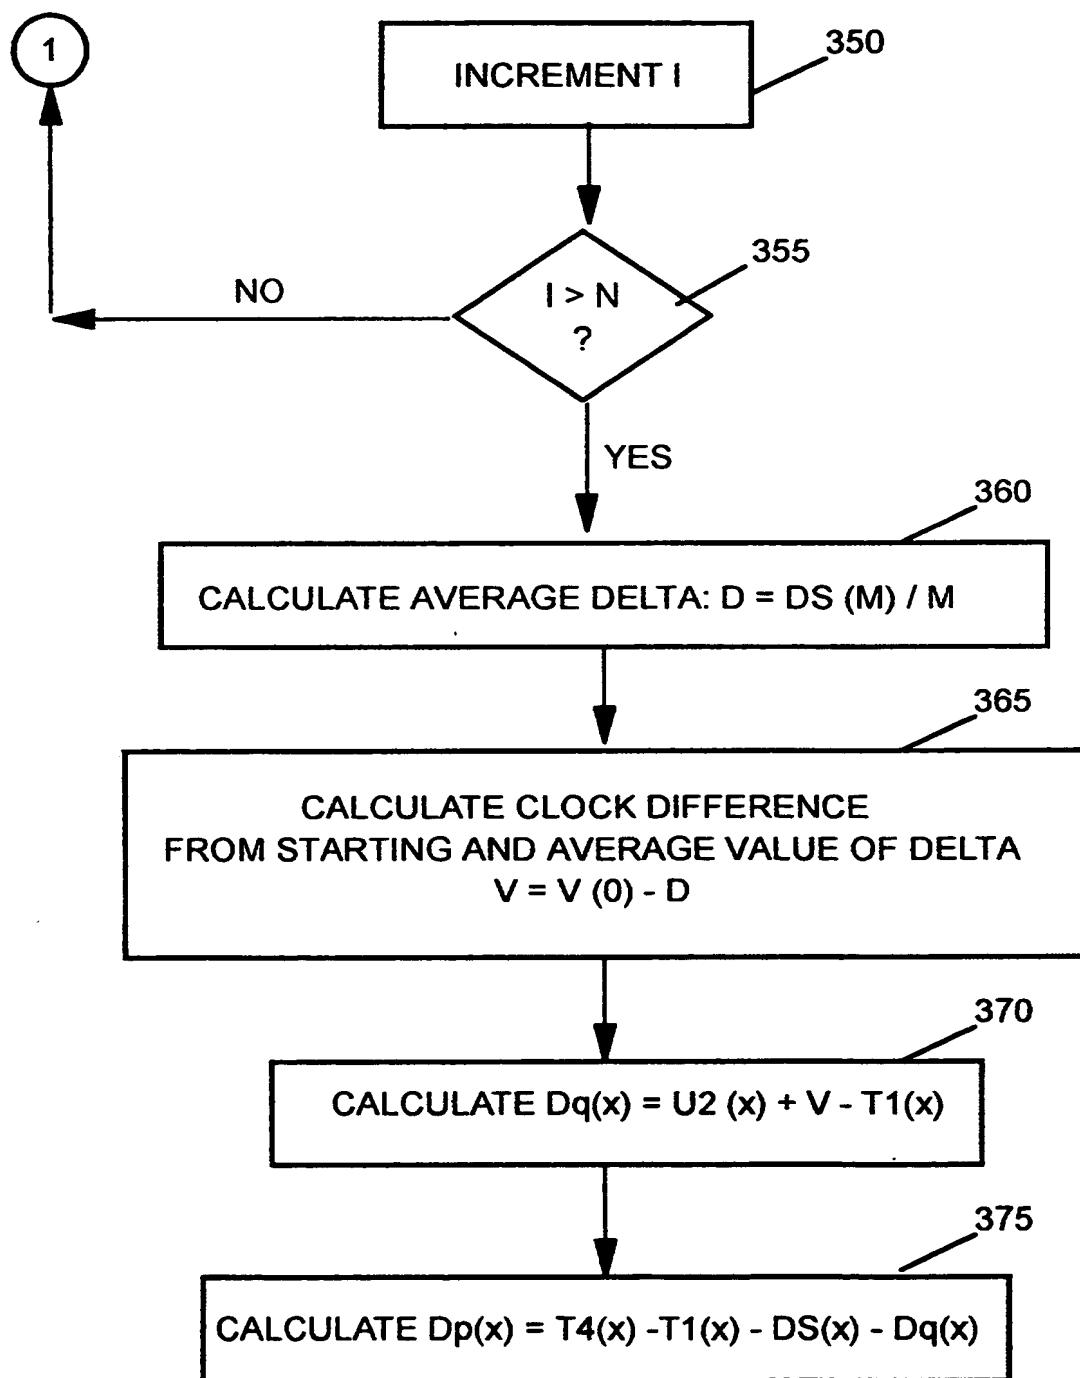 1
INCREMENT I
350
I > N
?
355
NO
YES
360
CALCULATE AVERAGE DELTA: D = DS (M) / M
365
CALCULATE CLOCK DIFFERENCE
FROM STARTING AND AVERAGE VALUE OF DELTA
V = V (0) - D
370
CALCULATE Dq(x) = U2 (x) + V - T1(x)
375
CALCULATE Dp(x) = T4(x) -T1(x) - DS(x) - Dq(x)